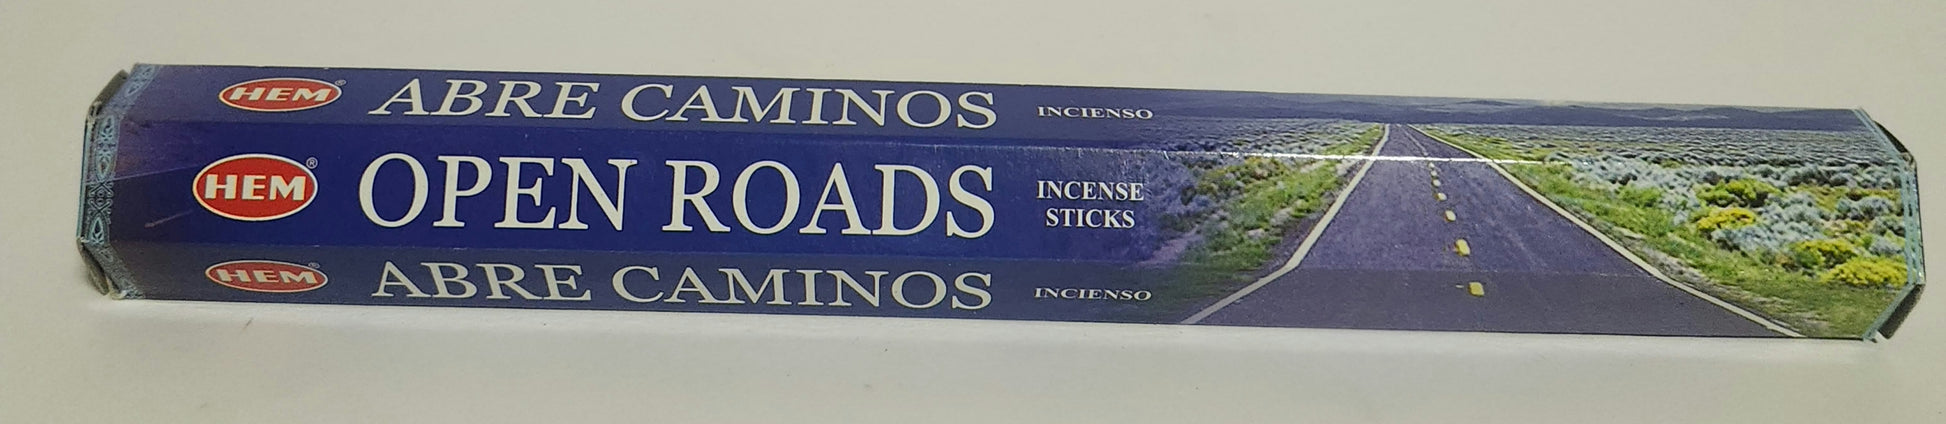 HEM® ABRE CAMINOS INCIENSO
HEM® OPEN ROADS INCENSE
STICKS
HEM® ABRE CAMINOS INCIENSO